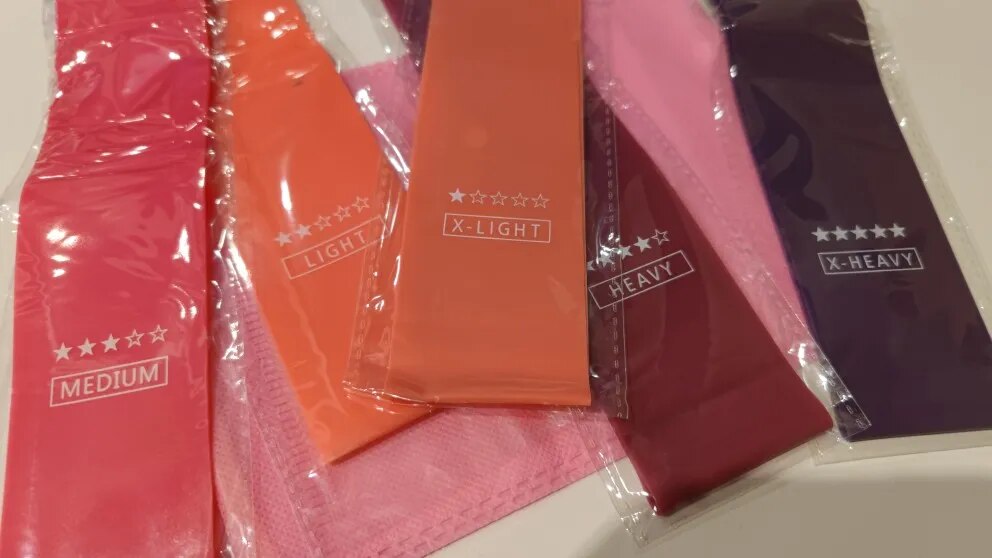 ★★★☆☆
MEDIUM
★★☆☆☆
LIGHT
★☆☆☆☆
X-LIGHT
★★★★☆
HEAVY
★★★★★
X-HEAVY